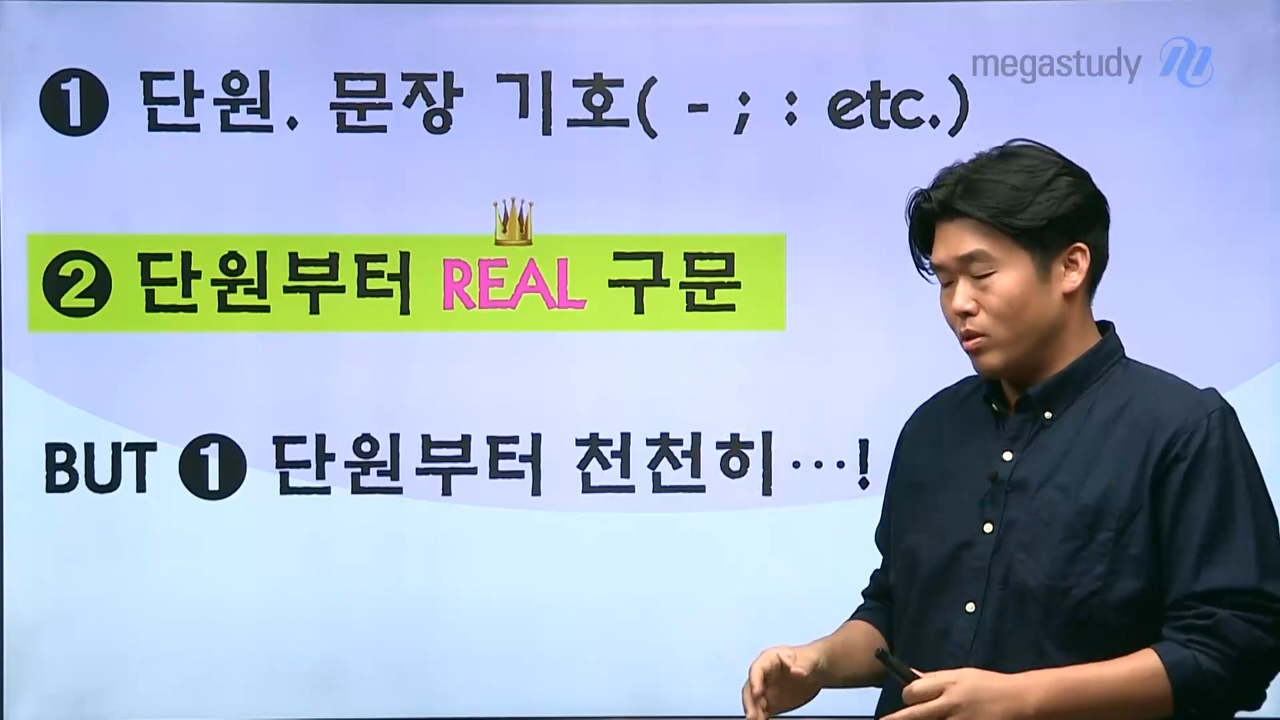 megastudy
❶ 단원. 문장 기호( - ; : etc.)
❷ 단원부터 REAL 구문
BUT ❶ 단원부터 천천히…!